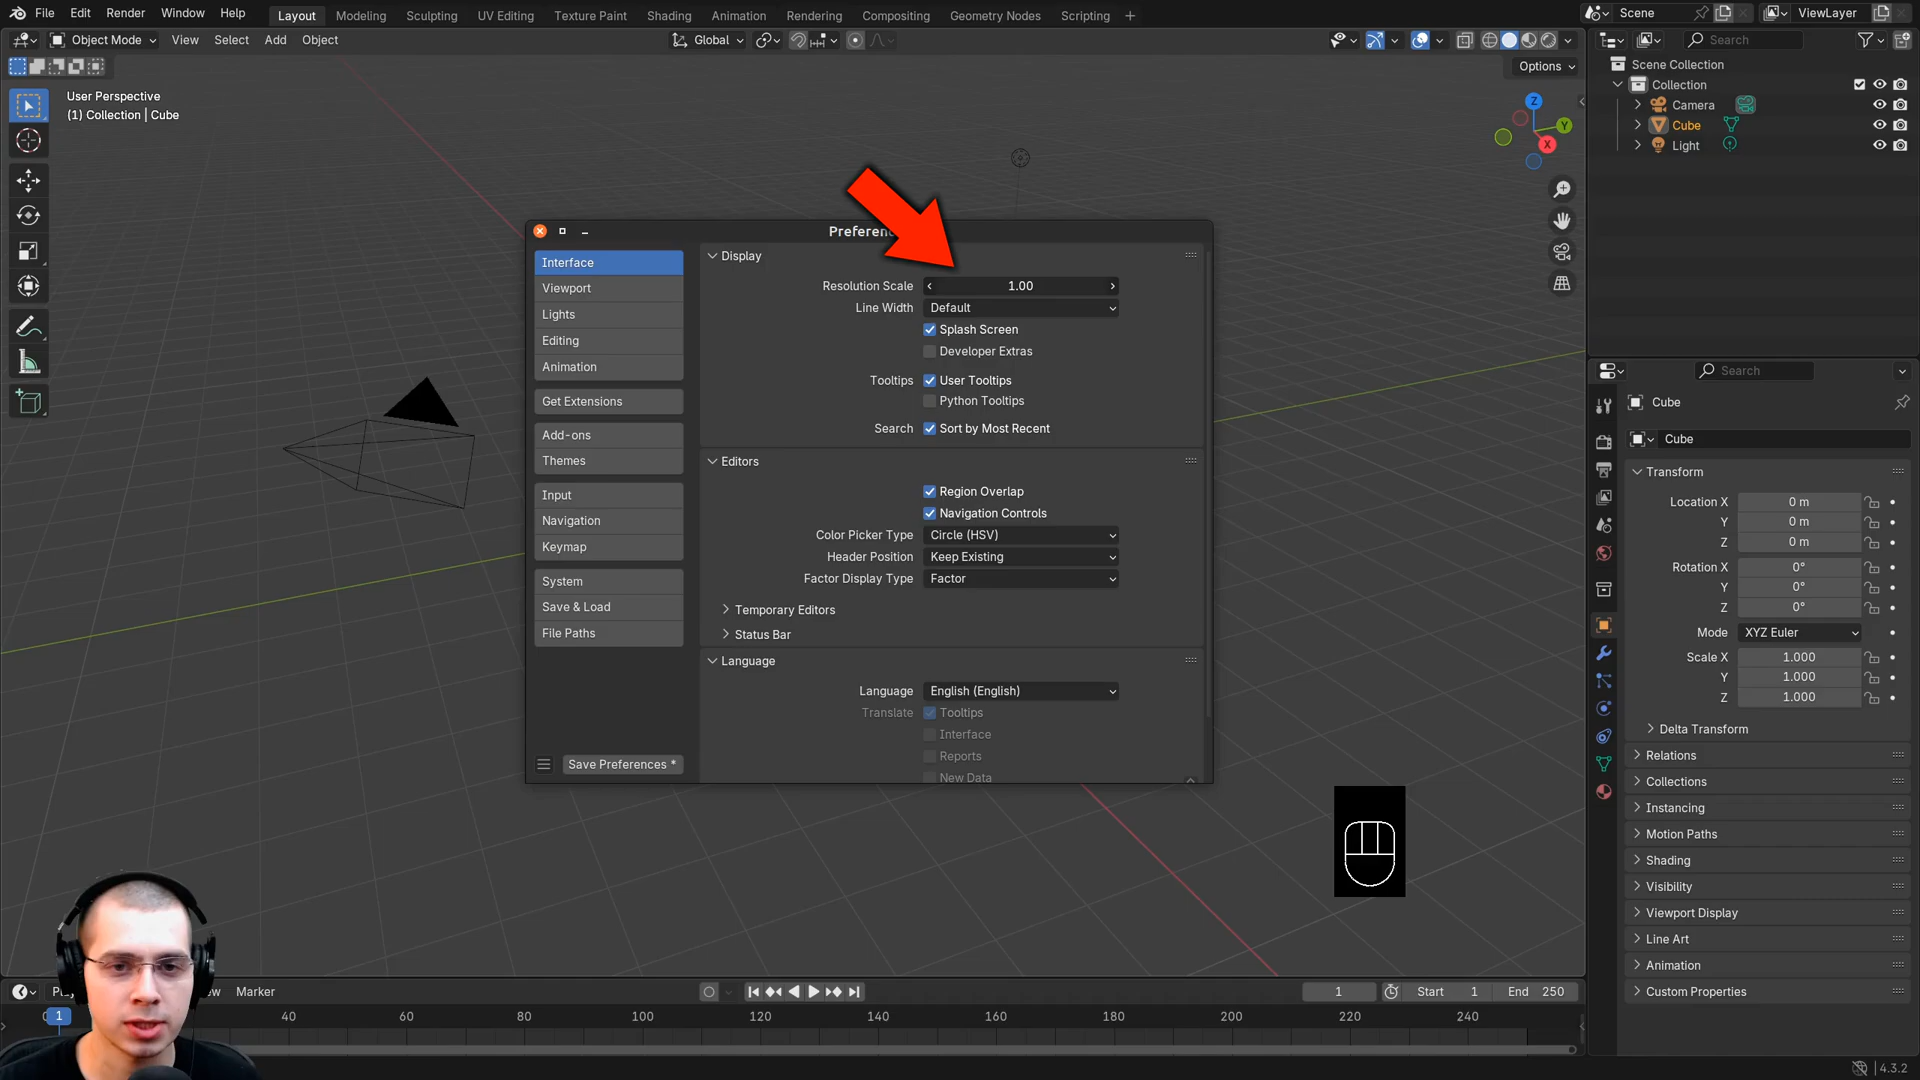 File Edit Render Window Help Layout Modeling Sculpting UV Editing Texture Paint Shading Animation Rendering Compositing Geometry Nodes Scripting + Scene ViewLayer
Object Mode View Select Add Object Global Search
Options
User Perspective
(1) Collection | Cube
Z
Y
X
Scene Collection
Collection
Camera
Cube
Light
Display
Resolution Scale 1.00
Line Width Default
Splash Screen
Developer Extras
Tooltips User Tooltips
Python Tooltips
Search Sort by Most Recent
Editors
Region Overlap
Navigation Controls
Color Picker Type Circle (HSV)
Header Position Keep Existing
Factor Display Type Factor
Temporary Editors
Status Bar
Language
Language English (English)
Translate Tooltips
Interface
Reports
New Data
Interface
Viewport
Lights
Editing
Animation
Get Extensions
Add-ons
Themes
Input
Navigation
Keymap
System
Save & Load
File Paths
Save Preferences *
Search
Cube
Cube
Transform
Location X 0 m
Y 0 m
Z 0 m
Rotation X 0°
Y 0°
Z 0°
Mode XYZ Euler
Scale X 1.000
Y 1.000
Z 1.000
Delta Transform
Relations
Collections
Instancing
Motion Paths
Shading
Visibility
Viewport Display
Line Art
Animation
Custom Properties
Marker 1 Start 1 End 250
1 40 60 80 100 120 140 160 180 200 220 240
4.3.2